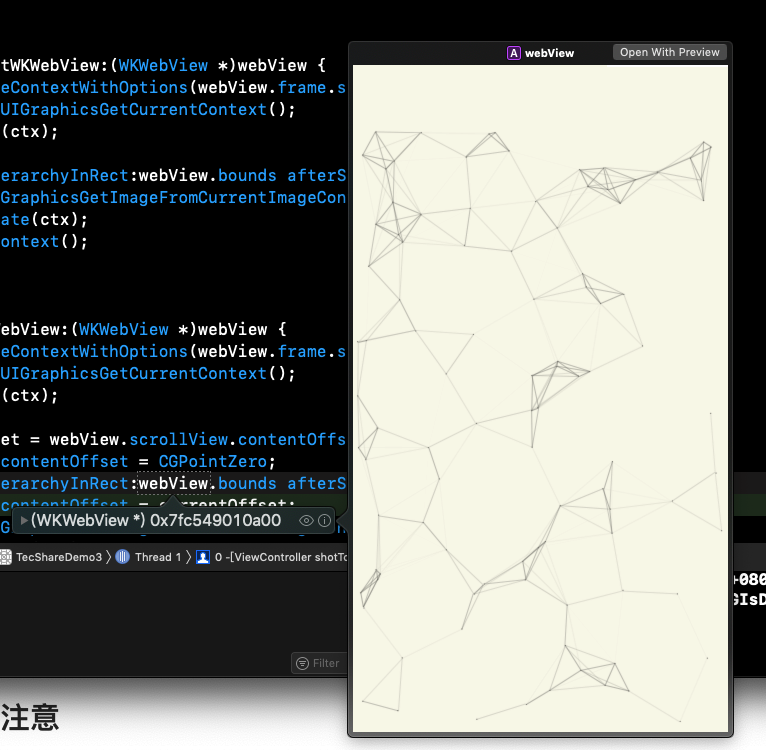 tWKWebView:(WKWebView *)webView {
eContextWithOptions(webView.frame.s
UIGraphicsGetCurrentContext();
(ctx);
erarchyInRect:webView.bounds afterS
GraphicsGetImageFromCurrentImageCon
ate(ctx);
ontext();
ebView:(WKWebView *)webView {
eContextWithOptions(webView.frame.s
UIGraphicsGetCurrentContext();
(ctx);
et = webView.scrollView.contentOffs
contentOffset = CGPointZero;
erarchyInRect:webView.bounds afterS
contentOffset = currentOffset;
(WKWebView *) 0x7fc549010a00
TecShareDemo3 〉 Thread 1 〉 0 -[ViewController shotTo
+080
GIsD
Filter
注意
A webView
Open With Preview